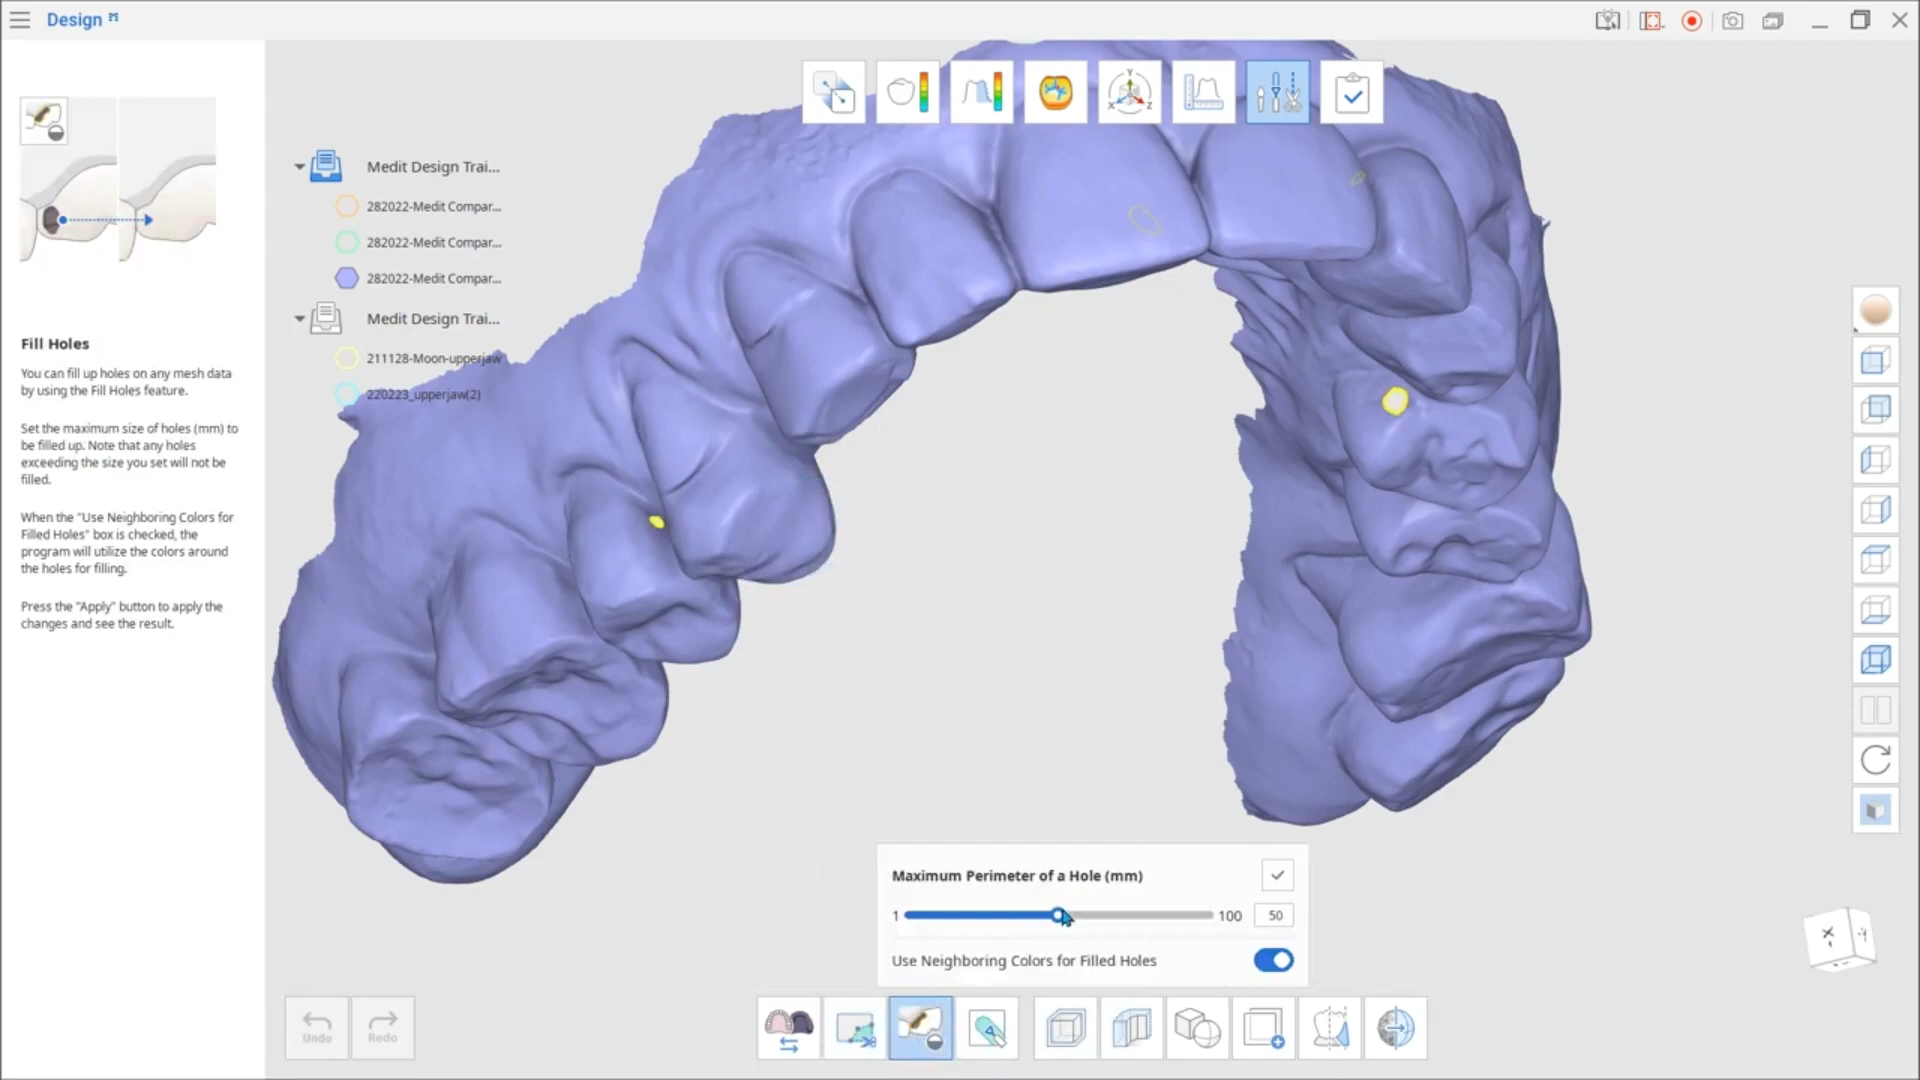 Design
Y
X
Z
Medit Design Trai...
282022-Medit Compar...
282022-Medit Compar...
282022-Medit Compar...
Medit Design Trai...
211128-Moon-upperjaw
220223_upperjaw(2)
Fill Holes
You can fill up holes on any mesh data
by using the Fill Holes feature.
Set the maximum size of holes (mm) to
be filled up. Note that any holes
exceeding the size you set will not be
filled.
When the "Use Neighboring Colors for
Filled Holes" box is checked, the
program will utilize the colors around
the holes for filling.
Press the "Apply" button to apply the
changes and see the result.
Maximum Perimeter of a Hole (mm)
1 100 50
Use Neighboring Colors for Filled Holes
Undo Redo